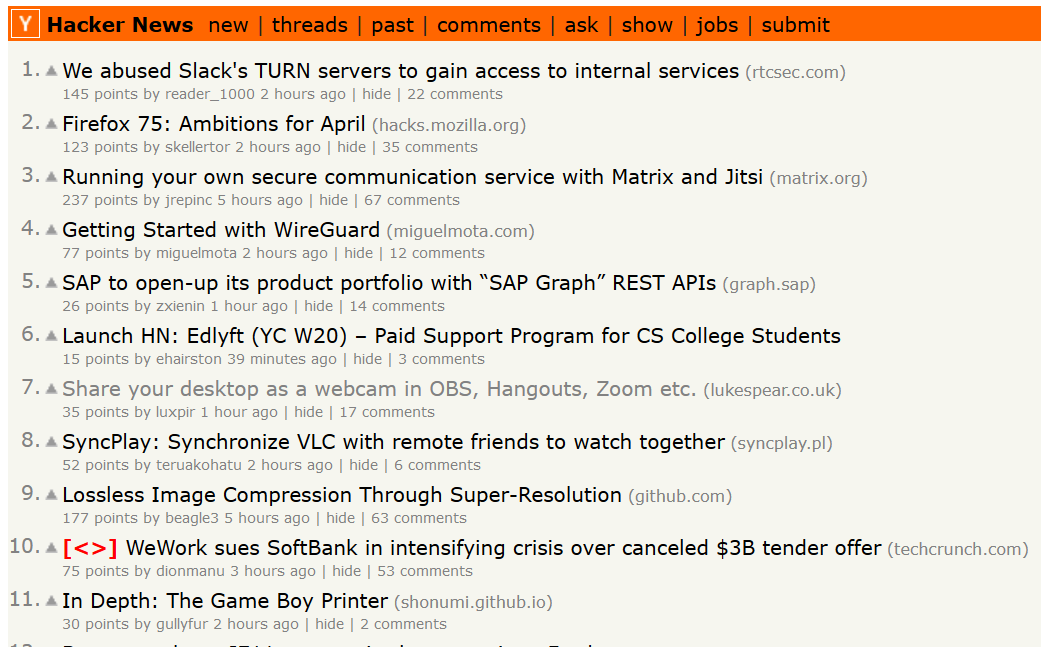 Y Hacker News new | threads | past | comments | ask | show | jobs | submit
1. We abused Slack's TURN servers to gain access to internal services (rtcsec.com)
145 points by reader_1000 2 hours ago | hide | 22 comments
2. Firefox 75: Ambitions for April (hacks.mozilla.org)
123 points by skellertor 2 hours ago | hide | 35 comments
3. Running your own secure communication service with Matrix and Jitsi (matrix.org)
237 points by jrepinc 5 hours ago | hide | 67 comments
4. Getting Started with WireGuard (miguelmota.com)
77 points by miguelmota 2 hours ago | hide | 12 comments
5. SAP to open-up its product portfolio with “SAP Graph” REST APIs (graph.sap)
26 points by zxienin 1 hour ago | hide | 14 comments
6. Launch HN: Edlyft (YC W20) – Paid Support Program for CS College Students
15 points by ehairston 39 minutes ago | hide | 3 comments
7. Share your desktop as a webcam in OBS, Hangouts, Zoom etc. (lukespear.co.uk)
35 points by luxpir 1 hour ago | hide | 17 comments
8. SyncPlay: Synchronize VLC with remote friends to watch together (syncplay.pl)
52 points by teruakohatu 2 hours ago | hide | 6 comments
9. Lossless Image Compression Through Super-Resolution (github.com)
177 points by beagle3 5 hours ago | hide | 63 comments
10. [<>] WeWork sues SoftBank in intensifying crisis over canceled $3B tender offer (techcrunch.com)
75 points by dionmanu 3 hours ago | hide | 53 comments
11. In Depth: The Game Boy Printer (shonumi.github.io)
30 points by gullyfur 2 hours ago | hide | 2 comments